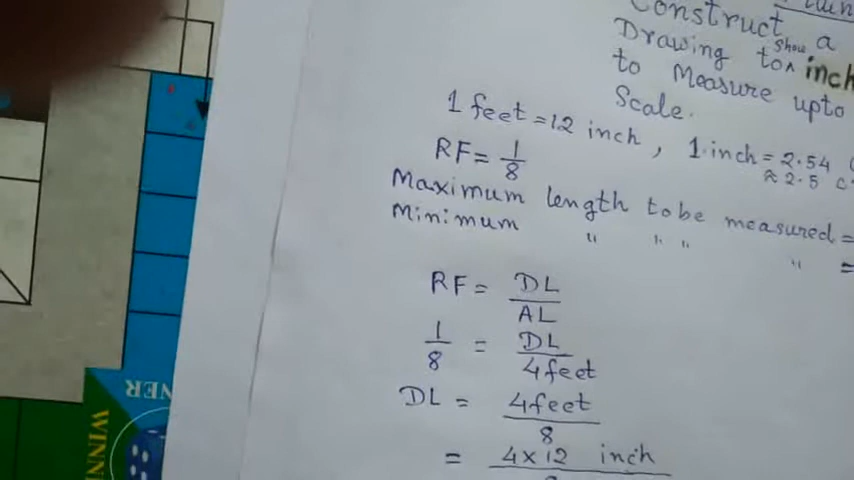 Construct a
Drawing to show inch
to Measure upto
Scale.
1 feet = 12 inch , 1 inch = 2.54
≈ 2.5
RF = 1/8
Maximum length to be measured =
Minimum " " " " =
RF = DL/AL
1/8 = DL/4feet
DL = 4feet/8
= 4×12 inch
WINNER